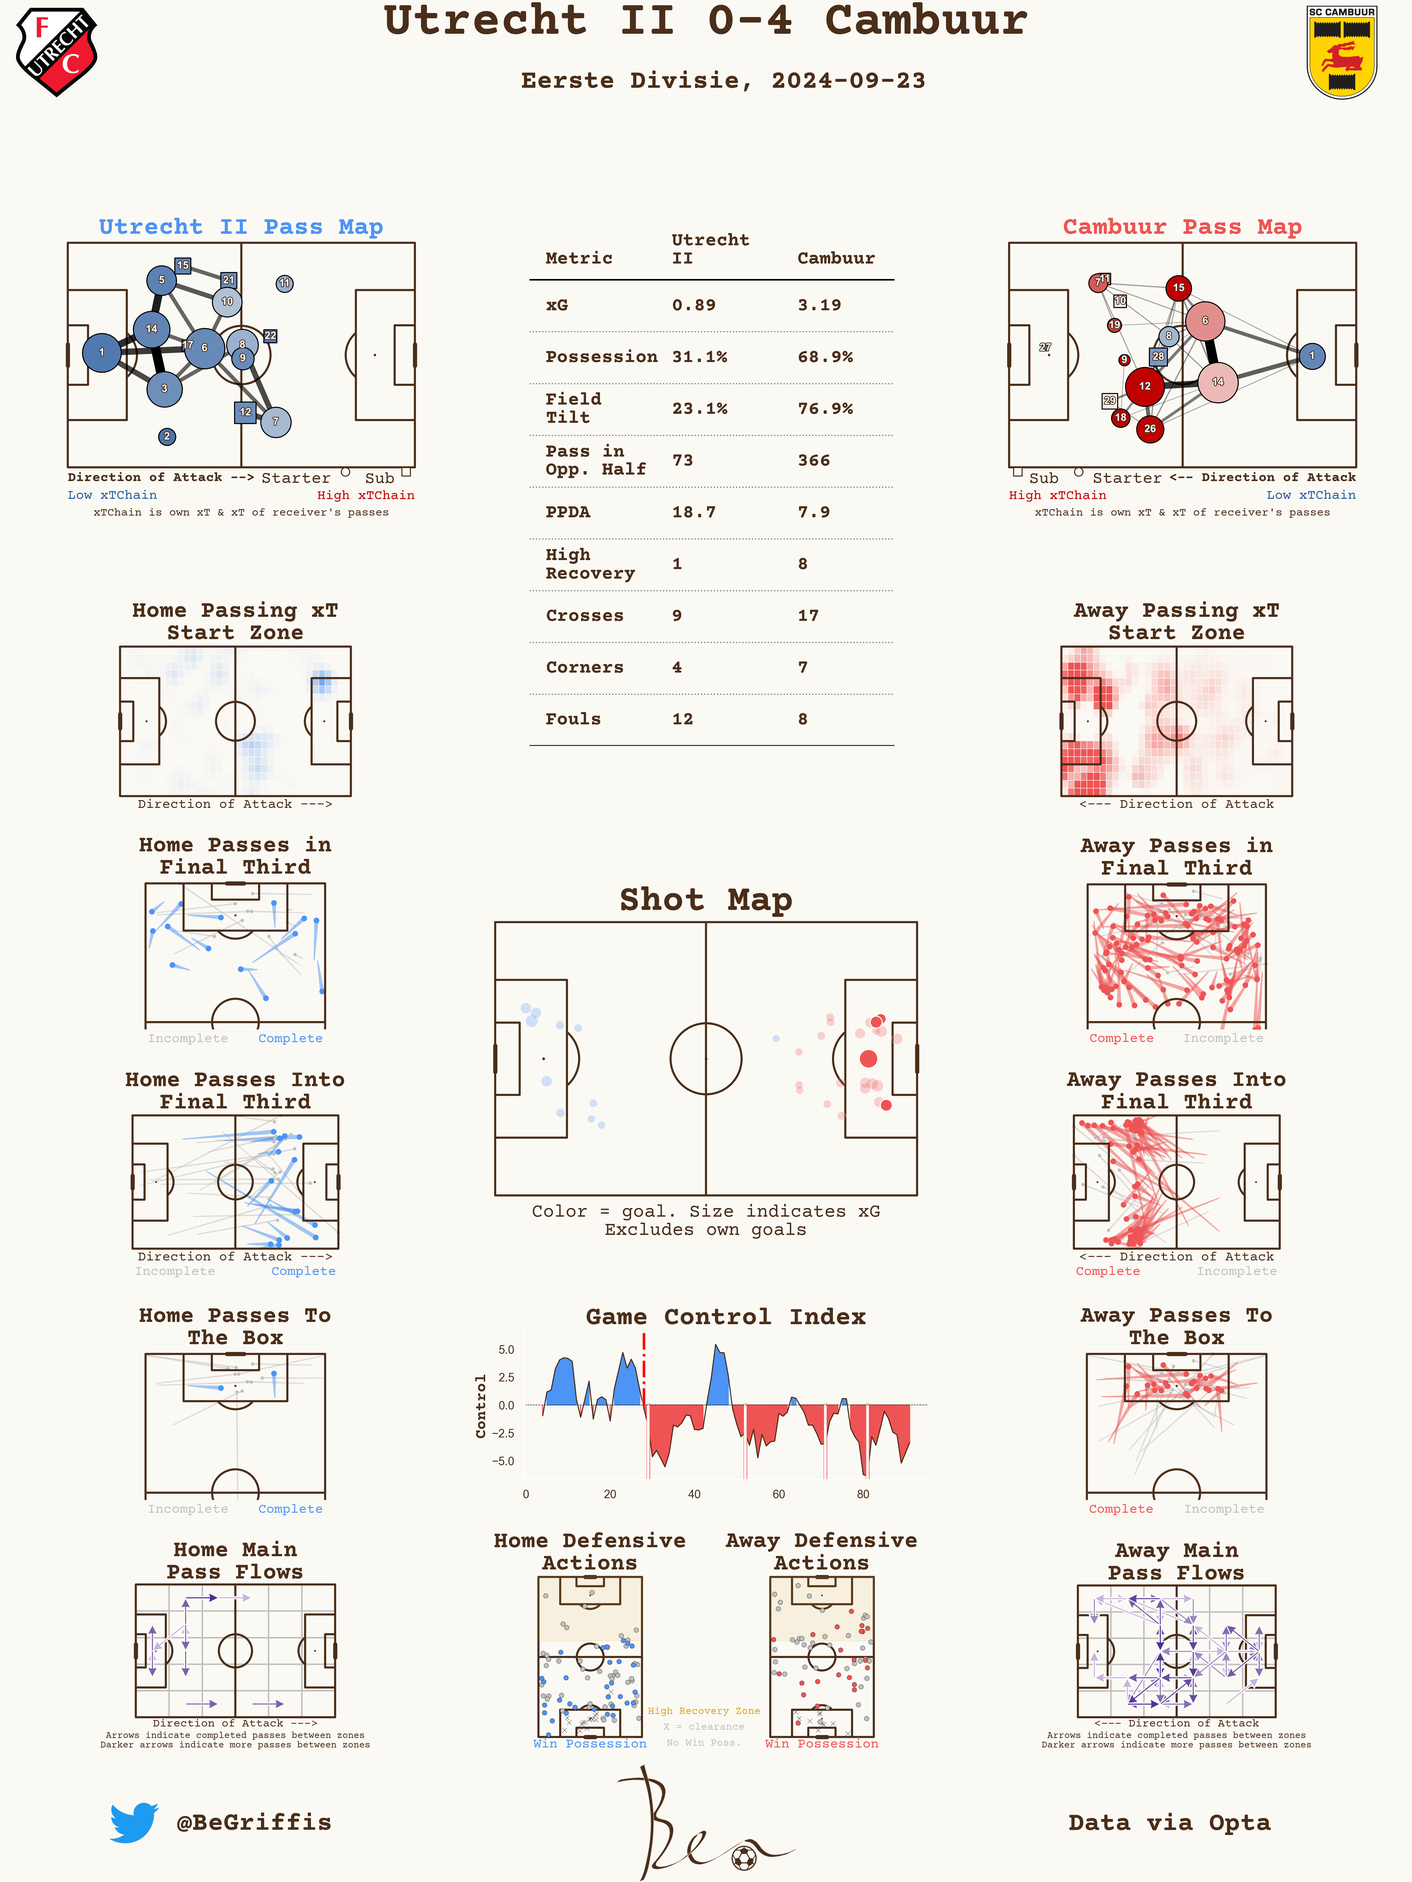 Utrecht II 0-4 Cambuur
Eerste Divisie, 2024-09-23
F
UTRECHT
C
SC CAMBUUR
Utrecht II Pass Map
15
5
21
11
10
14
22
17
6
8
1
9
3
12
7
2
Direction of Attack --> Starter Sub
Low xTChain High xTChain
xTChain is own xT & xT of receiver's passes
Metric Utrecht II Cambuur
xG 0.89 3.19
Possession 31.1% 68.9%
Field Tilt 23.1% 76.9%
Pass in Opp. Half 73 366
PPDA 18.7 7.9
High Recovery 1 8
Crosses 9 17
Corners 4 7
Fouls 12 8
Cambuur Pass Map
7
11
15
10
19
6
8
27
28
1
9
12
14
29
18
26
Sub Starter <-- Direction of Attack
High xTChain Low xTChain
xTChain is own xT & xT of receiver's passes
Home Passing xT
Start Zone
Direction of Attack --->
Away Passing xT
Start Zone
<--- Direction of Attack
Home Passes in
Final Third
Incomplete Complete
Away Passes in
Final Third
Complete Incomplete
Shot Map
Color = goal. Size indicates xG
Excludes own goals
Home Passes Into
Final Third
Direction of Attack --->
Incomplete Complete
Away Passes Into
Final Third
<--- Direction of Attack
Complete Incomplete
Home Passes To
The Box
Incomplete Complete
Game Control Index
Control
5.0
2.5
0.0
−2.5
−5.0
0 20 40 60 80
Away Passes To
The Box
Complete Incomplete
Home Main
Pass Flows
Direction of Attack --->
Arrows indicate completed passes between zones
Darker arrows indicate more passes between zones
Home Defensive
Actions
Win Possession
High Recovery Zone
X = clearance
No Win Poss.
Away Defensive
Actions
Win Possession
Away Main
Pass Flows
<--- Direction of Attack
Arrows indicate completed passes between zones
Darker arrows indicate more passes between zones
@BeGriffis
Ben
Data via Opta